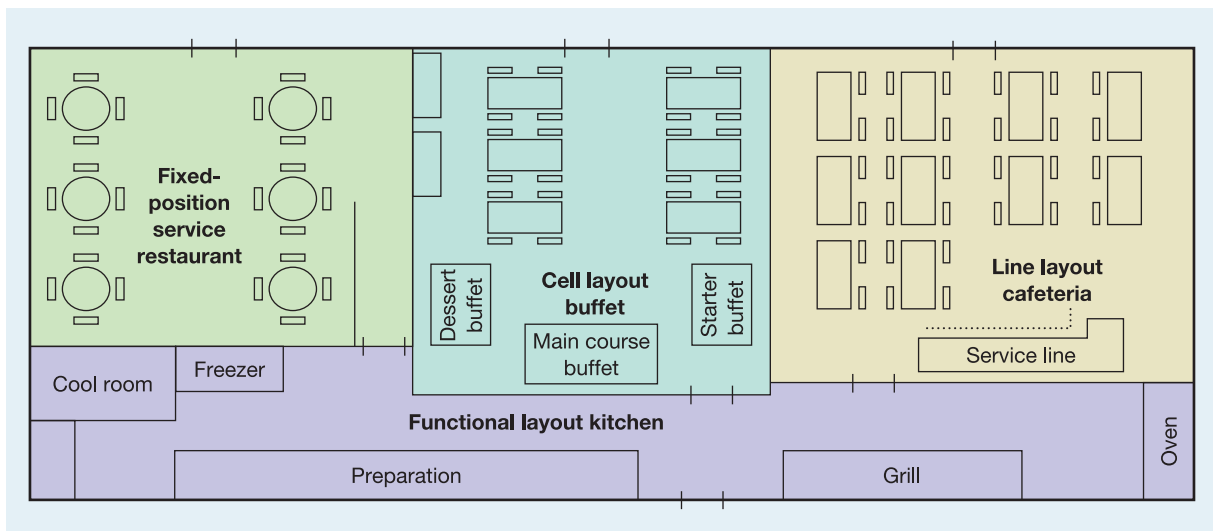 Fixed-
position
service
restaurant
Cell layout
buffet
Dessert
buffet
Main course
buffet
Starter
buffet
Line layout
cafeteria
Service line
Cool room
Freezer
Functional layout kitchen
Preparation
Grill
Oven